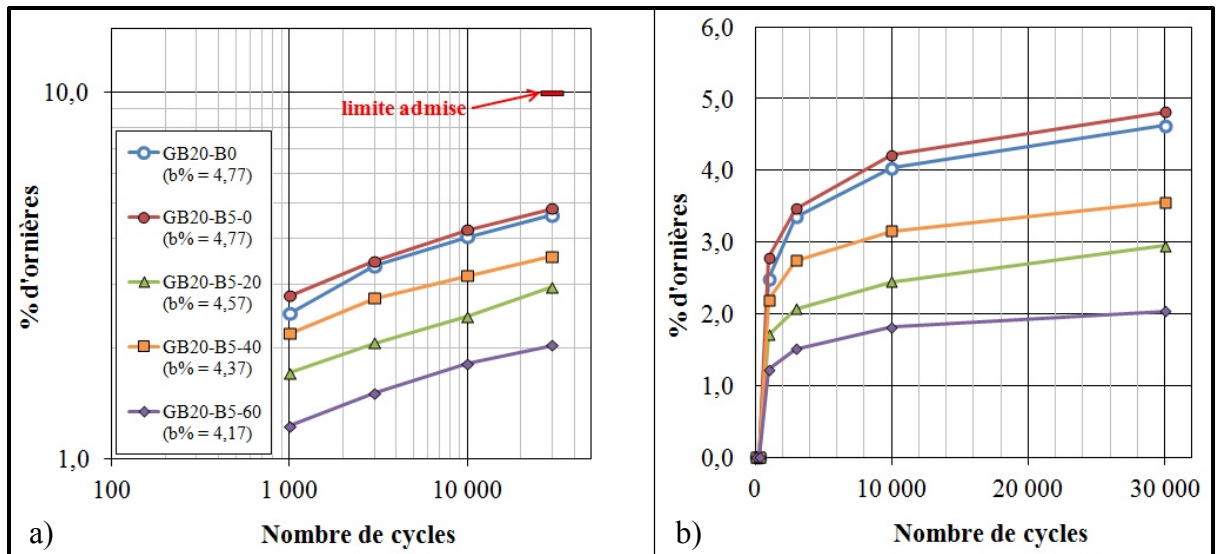 10,0
1,0
% d'ornières
limite admise
GB20-B0
(b% = 4,77)
GB20-B5-0
(b% = 4,77)
GB20-B5-20
(b% = 4,57)
GB20-B5-40
(b% = 4,37)
GB20-B5-60
(b% = 4,17)
100
1 000
10 000
Nombre de cycles
a)
6,0
5,0
4,0
3,0
2,0
1,0
0,0
% d'ornières
0
10 000
20 000
30 000
Nombre de cycles
b)